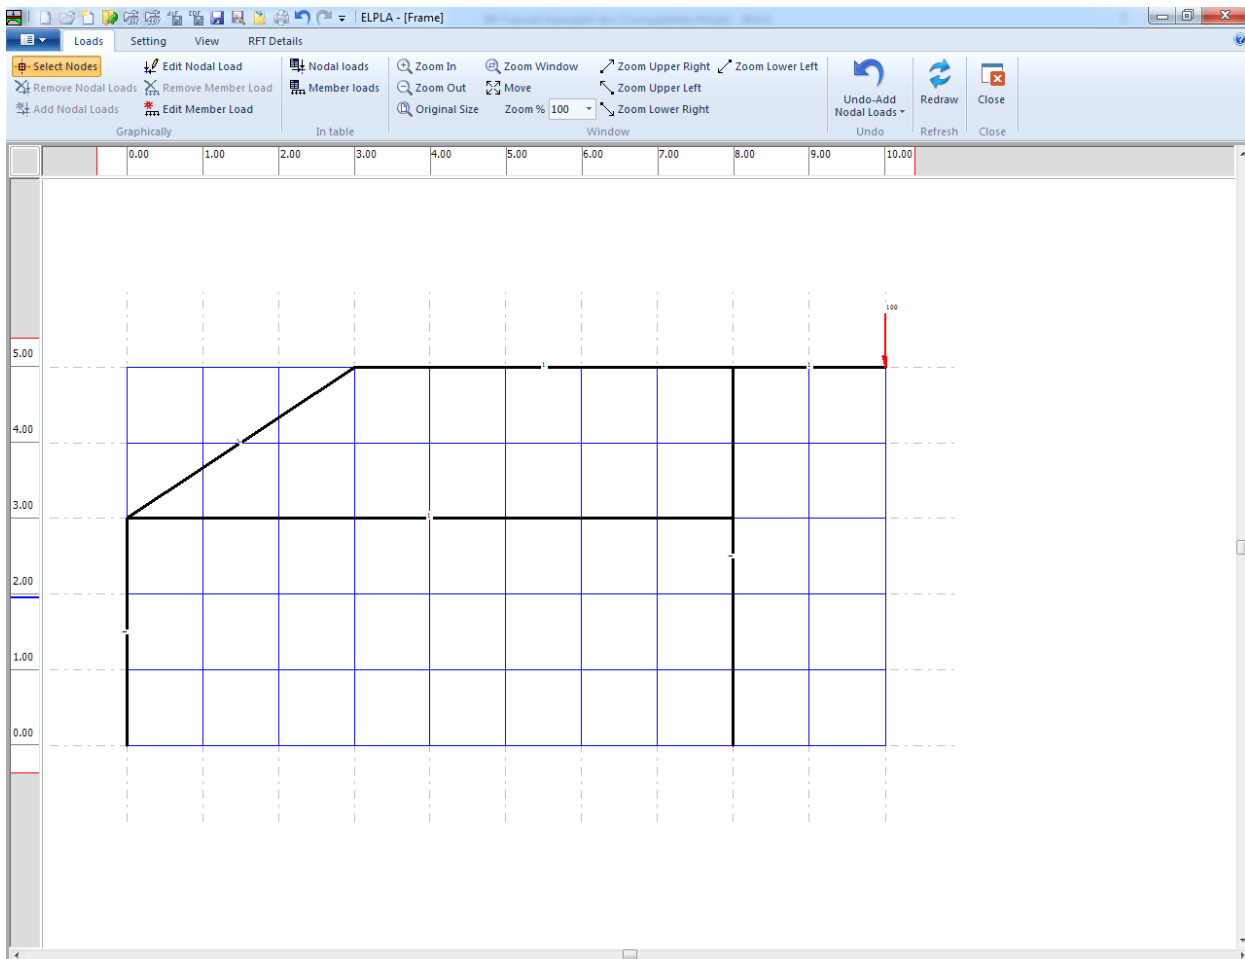 ELPLA - [Frame]
Loads Setting View RFT Details
Select Nodes Edit Nodal Load Nodal loads Zoom In Zoom Window Zoom Upper Right Zoom Lower Left
Remove Nodal Loads Remove Member Load Member loads Zoom Out Move Zoom Upper Left
Add Nodal Loads Edit Member Load Original Size Zoom % 100 Zoom Lower Right
Undo-Add Nodal Loads Redraw Close
Graphically In table Window Undo Refresh Close
0.00 1.00 2.00 3.00 4.00 5.00 6.00 7.00 8.00 9.00 10.00
100
5.00
4.00
3.00
2.00
1.00
0.00